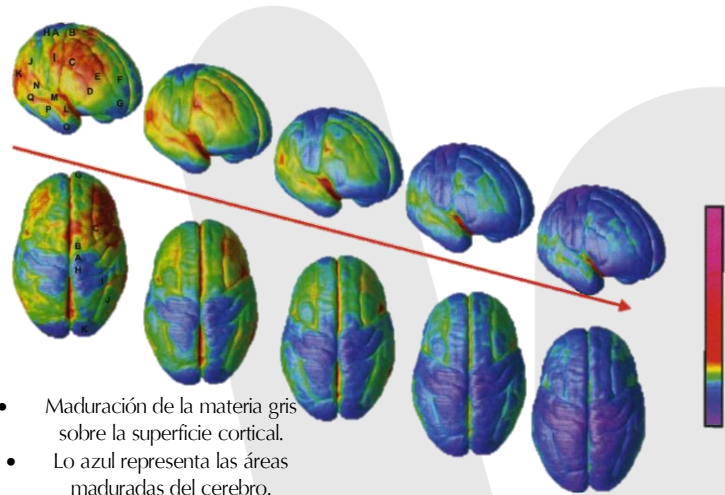 H A B
I
J C
K E F
N D
Q M G
P L
O
G
C
B
A
H
I
J
K
• Maduración de la materia gris
sobre la superficie cortical.
• Lo azul representa las áreas
maduradas del cerebro.